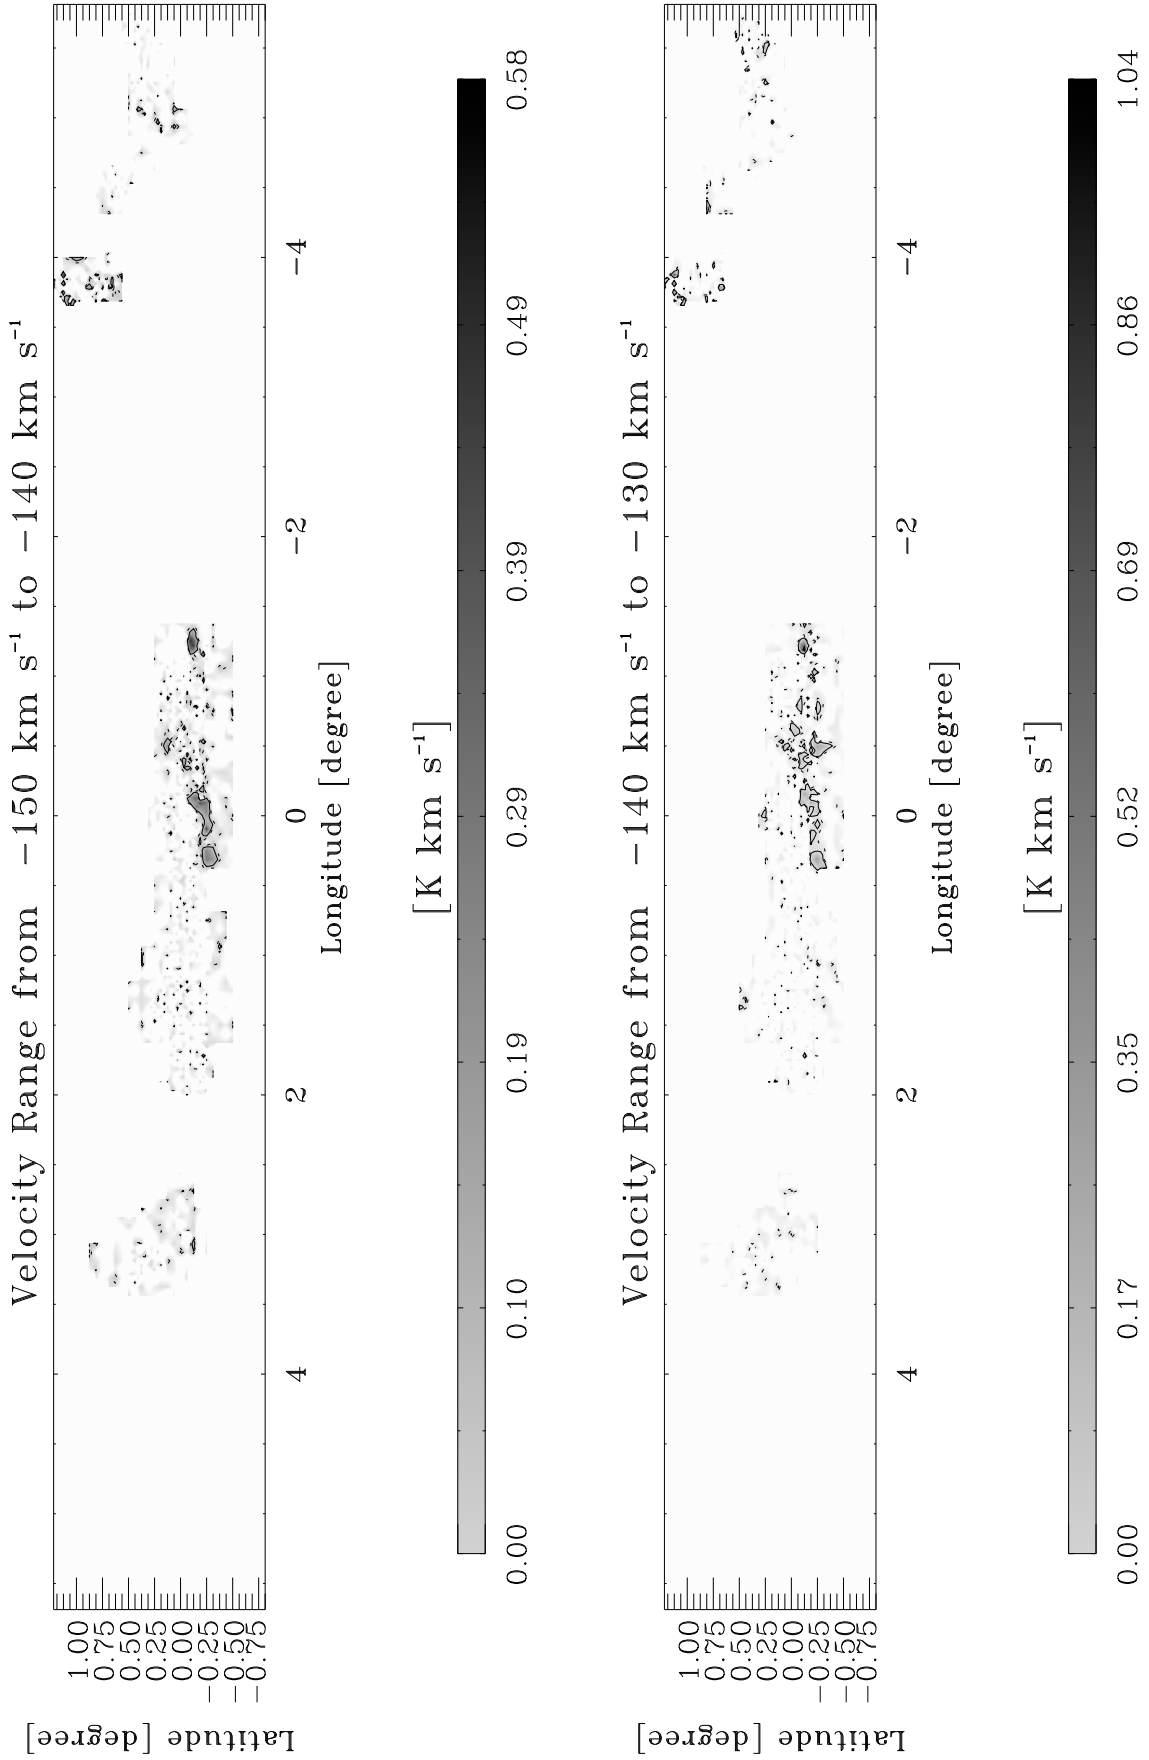 Velocity Range from −150 km s−1 to −140 km s−1
1.00
0.75
0.50
0.25
0.00
−0.25
−0.50
−0.75
Latitude [degree]
4 2 0 −2 −4
Longitude [degree]
0.00 0.10 0.19 0.29 0.39 0.49 0.58
[K km s−1]
Velocity Range from −140 km s−1 to −130 km s−1
1.00
0.75
0.50
0.25
0.00
−0.25
−0.50
−0.75
Latitude [degree]
4 2 0 −2 −4
Longitude [degree]
[K km s−1]
0.00 0.17 0.35 0.52 0.69 0.86 1.04